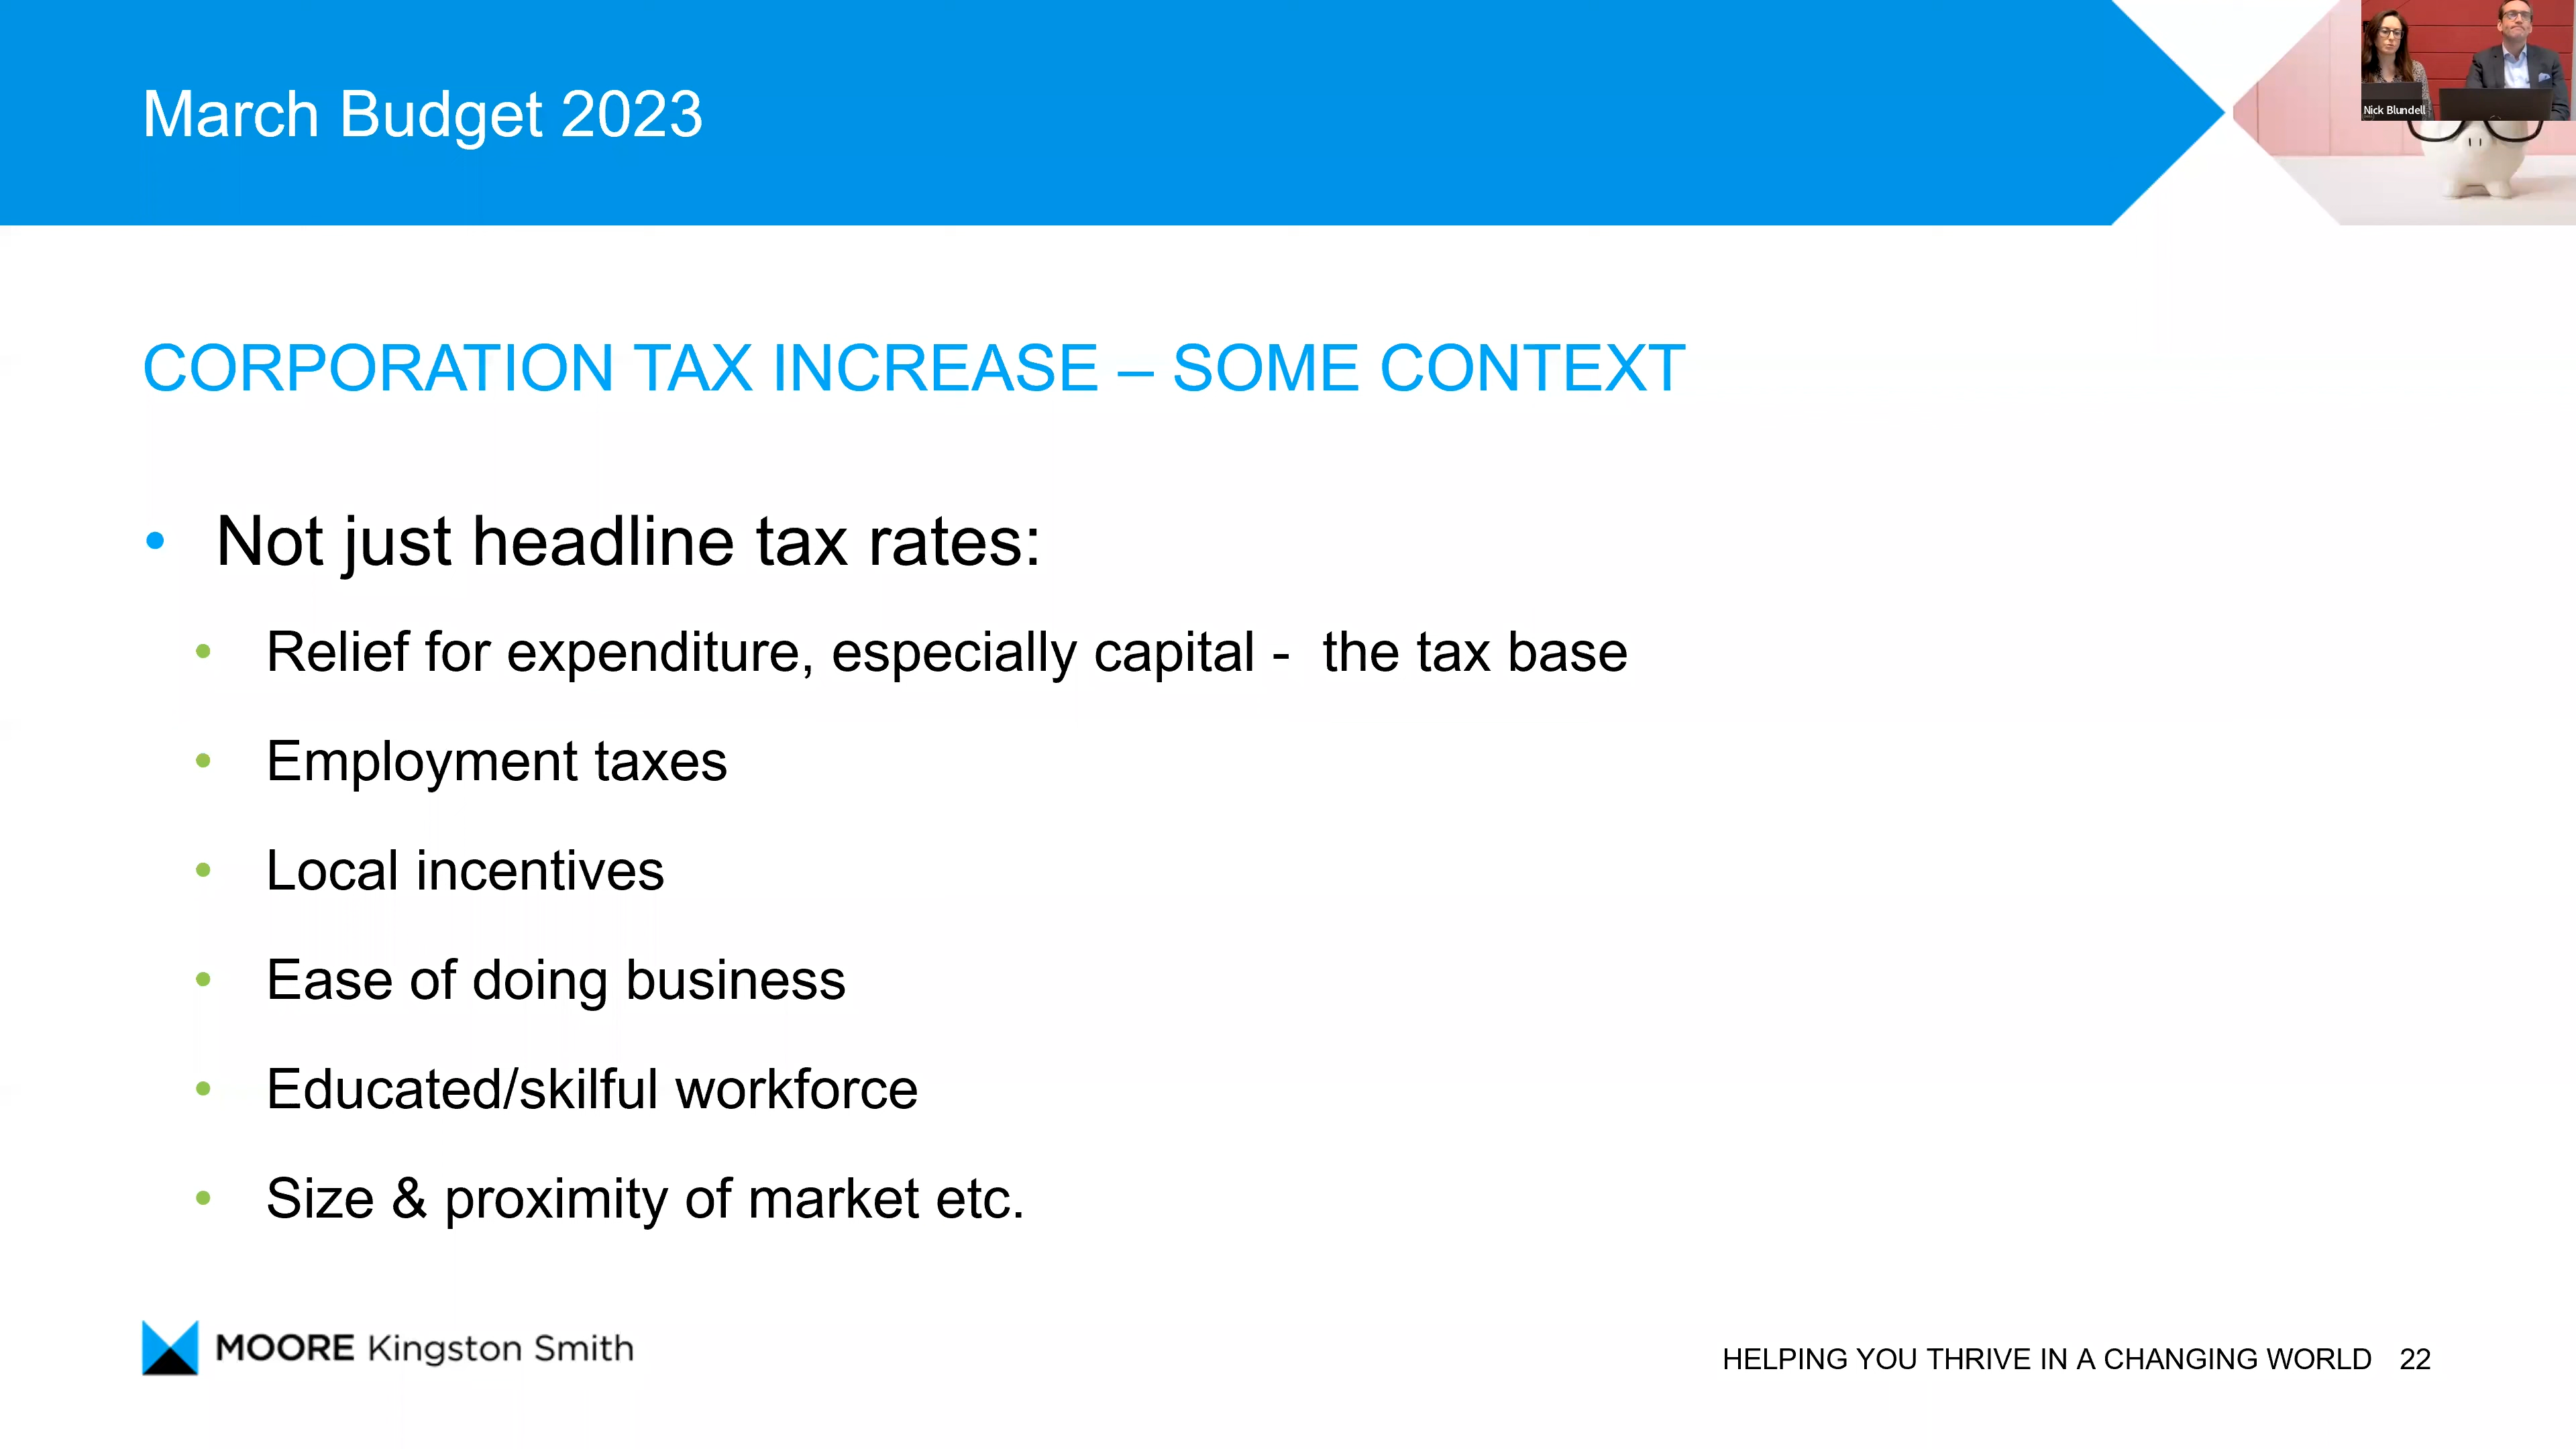 March Budget 2023
Nick Blundell
CORPORATION TAX INCREASE – SOME CONTEXT
• Not just headline tax rates:
• Relief for expenditure, especially capital -  the tax base
• Employment taxes
• Local incentives
• Ease of doing business
• Educated/skilful workforce
• Size & proximity of market etc.
MOORE Kingston Smith
HELPING YOU THRIVE IN A CHANGING WORLD 22